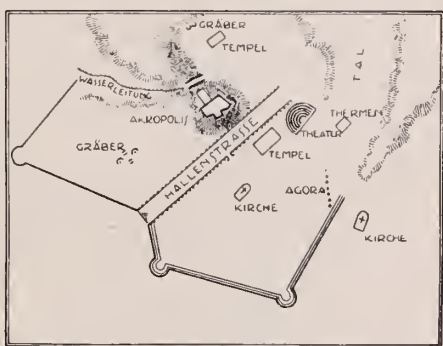 GRÄBER
TEMPEL
TAL
WASSERLEITUNG
AKROPOLIS
THERMEN
THEATER
GRÄBER
HALLENSTRASSE
TEMPEL
KIRCHE
AGORA
KIRCHE